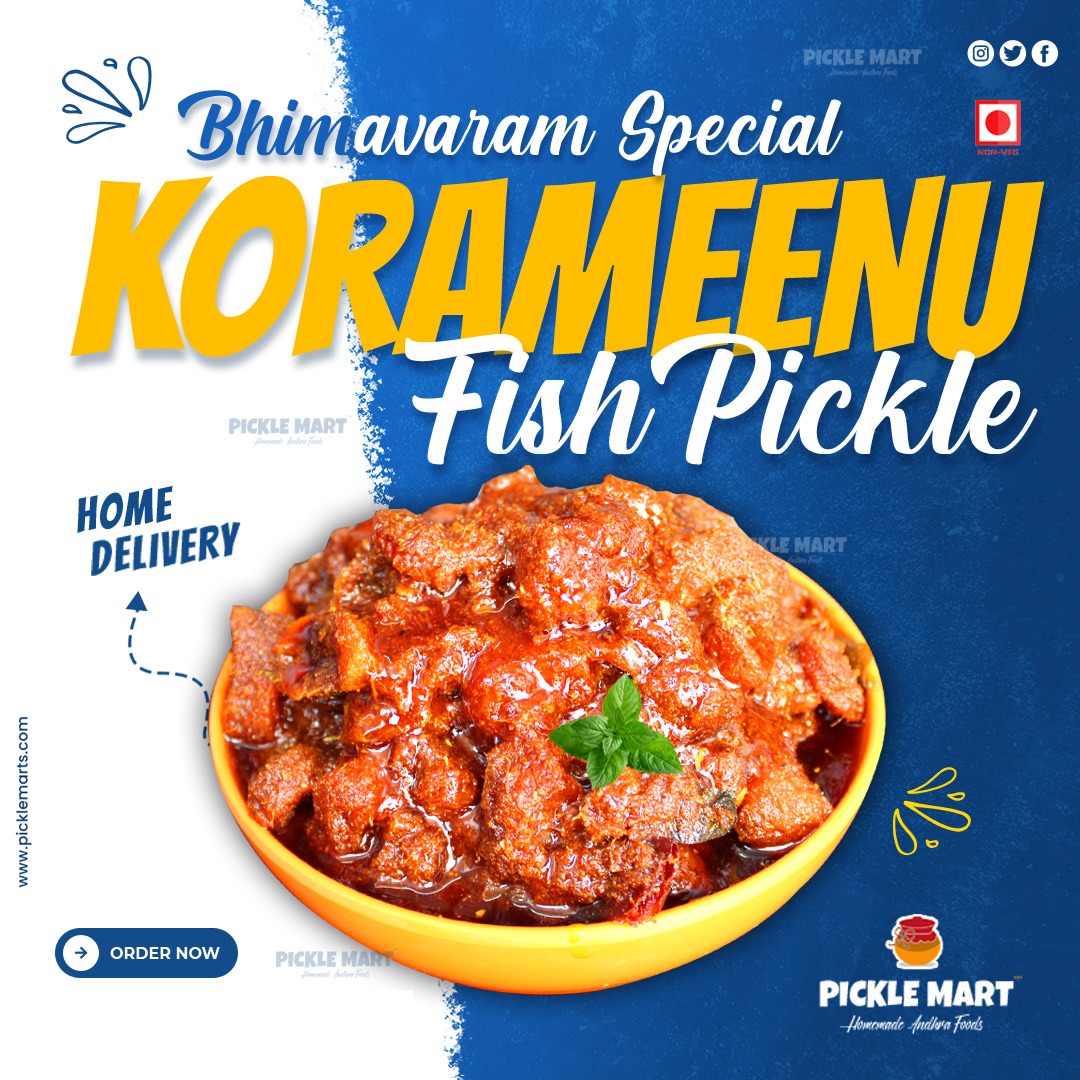 PICKLE MART
Homemade Andhra Foods
NON-VEG
Bhimavaram Special
KORAMEENU
Fish Pickle
PICKLE MART
Homemade Andhra Foods
HOME
DELIVERY
CKLE MART
www.picklemarts.com
ORDER NOW
PICKLE MART
Homemade Andhra Foods
PICKLE MART
Homemade Andhra Foods